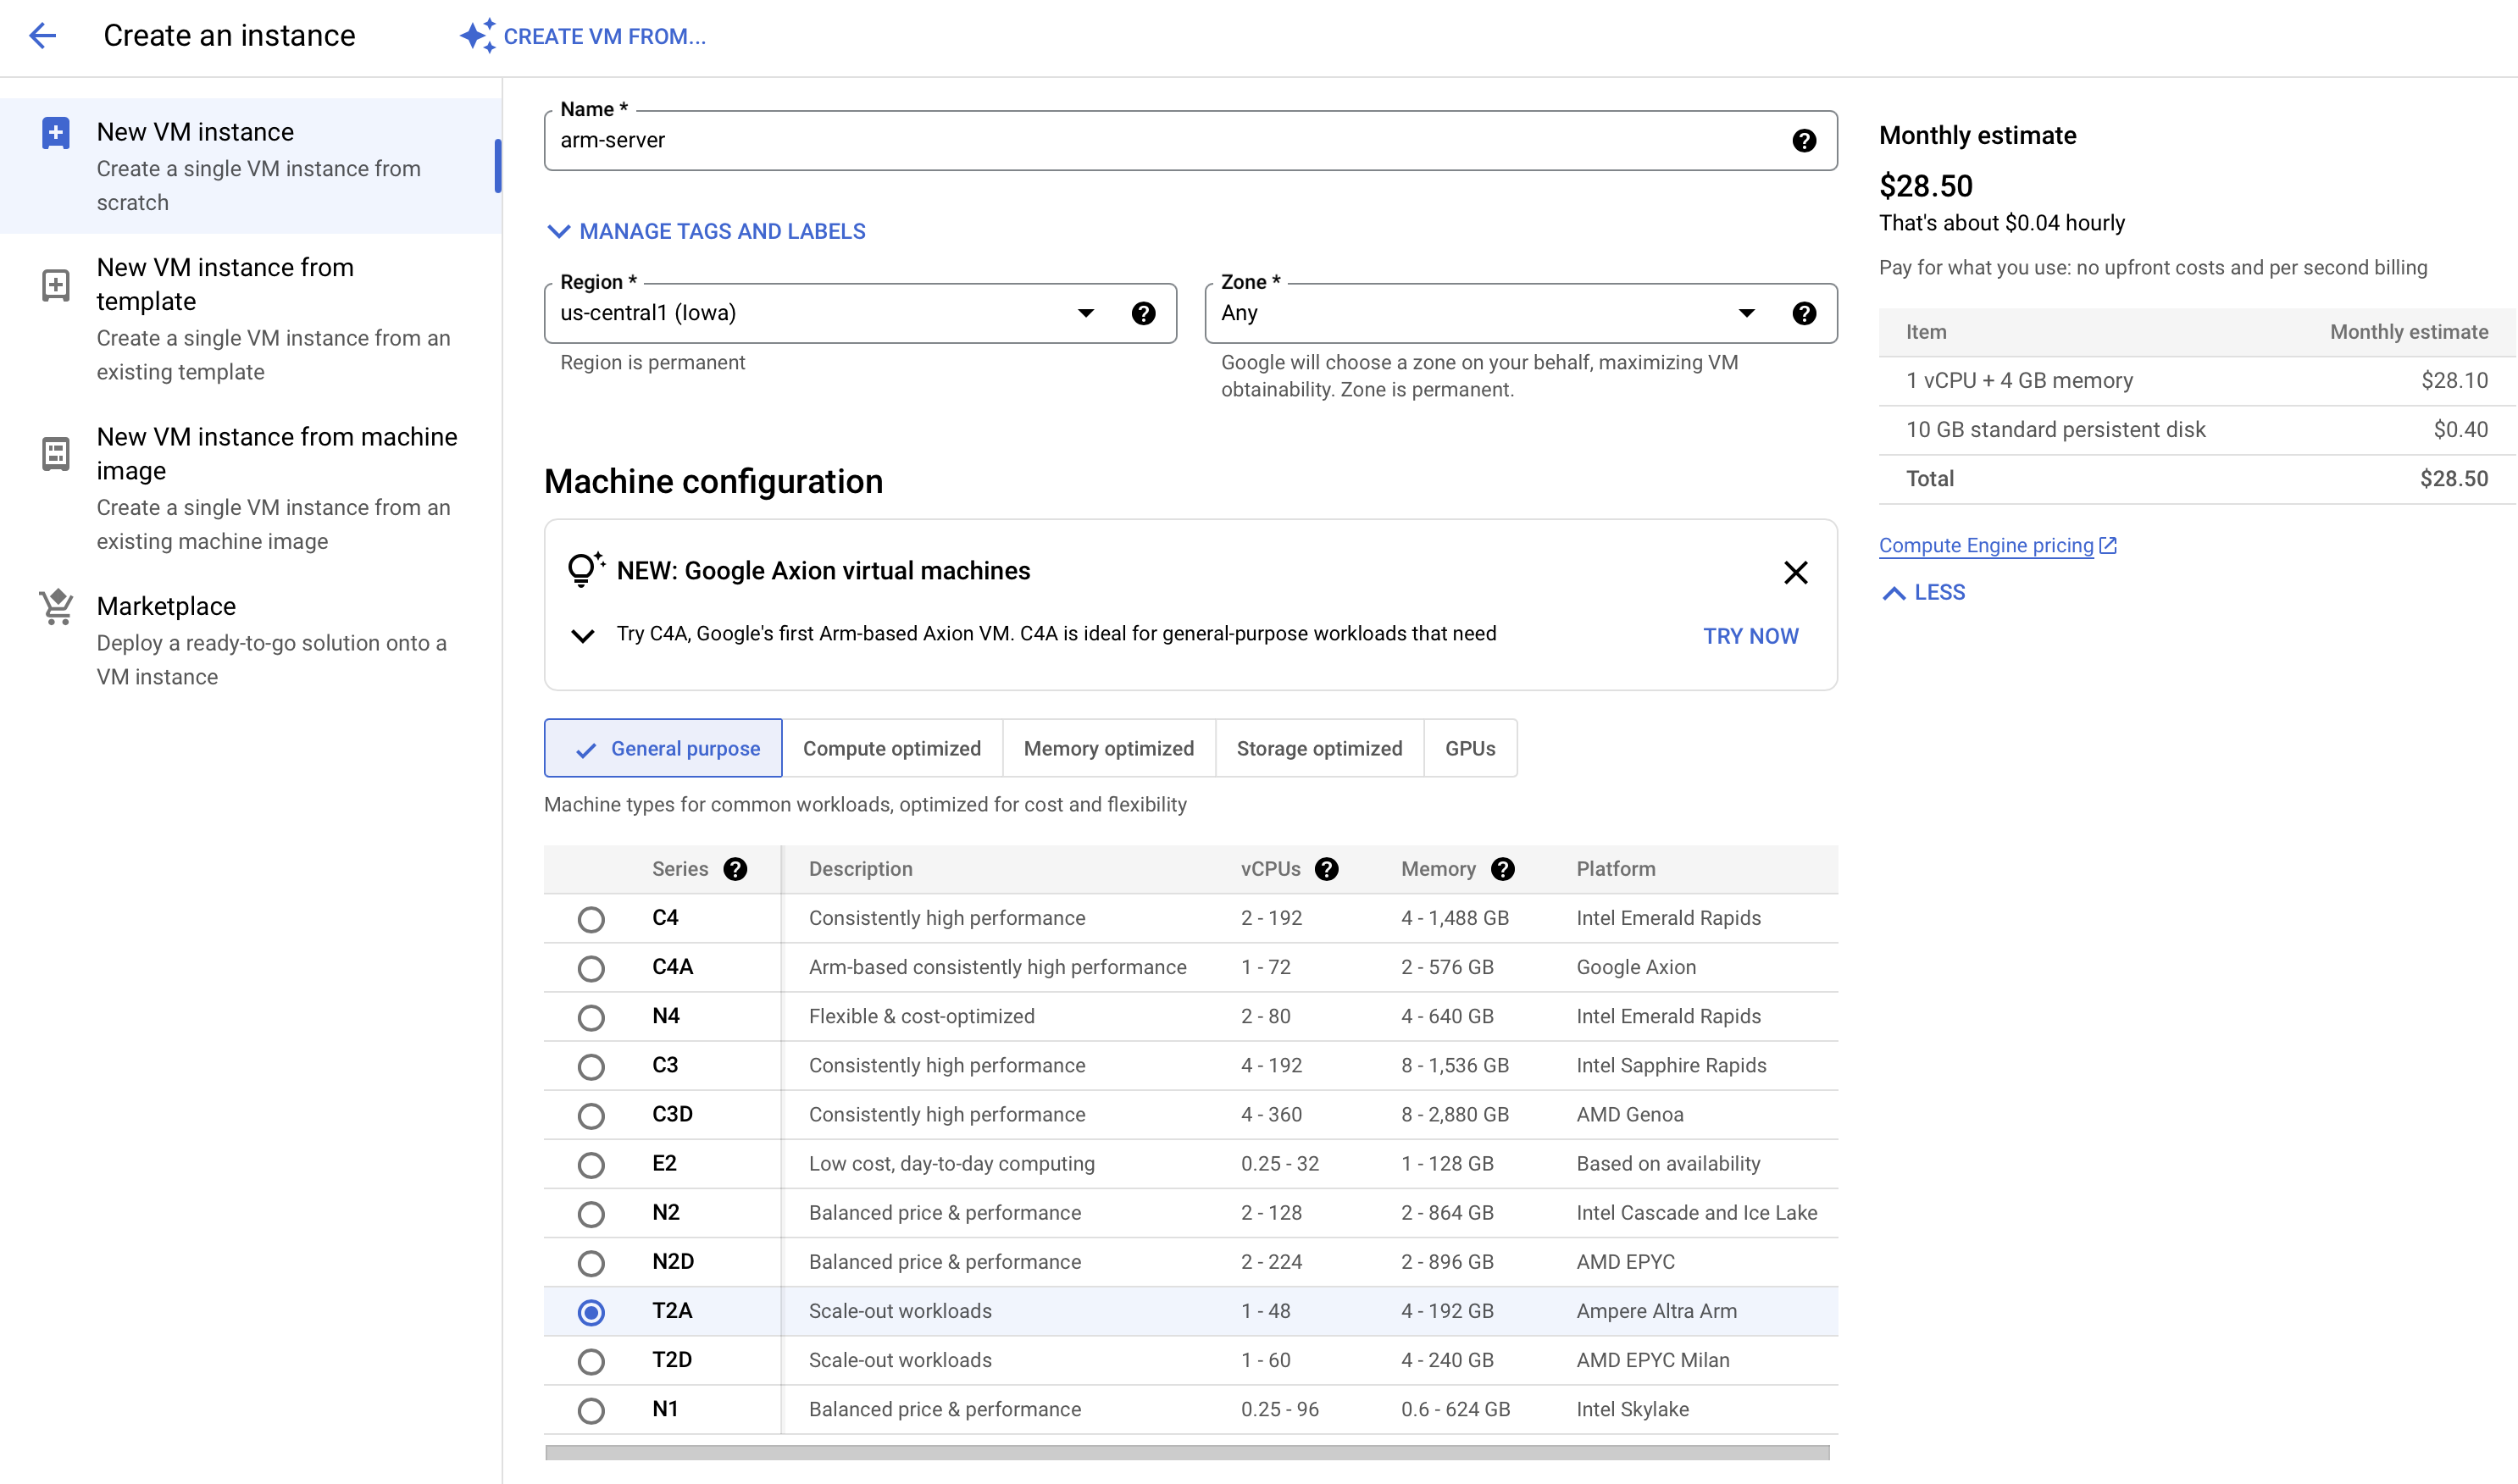 Create an instance
CREATE VM FROM...
New VM instance
Create a single VM instance from
scratch
New VM instance from
template
Create a single VM instance from an
existing template
New VM instance from machine
image
Create a single VM instance from an
existing machine image
Marketplace
Deploy a ready-to-go solution onto a
VM instance
Name *
arm-server
MANAGE TAGS AND LABELS
Region *
us-central1 (Iowa)
Region is permanent
Zone *
Any
Google will choose a zone on your behalf, maximizing VM
obtainability. Zone is permanent.
Machine configuration
NEW: Google Axion virtual machines
Try C4A, Google's first Arm-based Axion VM. C4A is ideal for general-purpose workloads that need
TRY NOW
General purpose Compute optimized Memory optimized Storage optimized GPUs
Machine types for common workloads, optimized for cost and flexibility
Series Description vCPUs Memory Platform
C4 Consistently high performance 2 - 192 4 - 1,488 GB Intel Emerald Rapids
C4A Arm-based consistently high performance 1 - 72 2 - 576 GB Google Axion
N4 Flexible & cost-optimized 2 - 80 4 - 640 GB Intel Emerald Rapids
C3 Consistently high performance 4 - 192 8 - 1,536 GB Intel Sapphire Rapids
C3D Consistently high performance 4 - 360 8 - 2,880 GB AMD Genoa
E2 Low cost, day-to-day computing 0.25 - 32 1 - 128 GB Based on availability
N2 Balanced price & performance 2 - 128 2 - 864 GB Intel Cascade and Ice Lake
N2D Balanced price & performance 2 - 224 2 - 896 GB AMD EPYC
T2A Scale-out workloads 1 - 48 4 - 192 GB Ampere Altra Arm
T2D Scale-out workloads 1 - 60 4 - 240 GB AMD EPYC Milan
N1 Balanced price & performance 0.25 - 96 0.6 - 624 GB Intel Skylake
Monthly estimate
$28.50
That's about $0.04 hourly
Pay for what you use: no upfront costs and per second billing
Item Monthly estimate
1 vCPU + 4 GB memory $28.10
10 GB standard persistent disk $0.40
Total $28.50
Compute Engine pricing
LESS